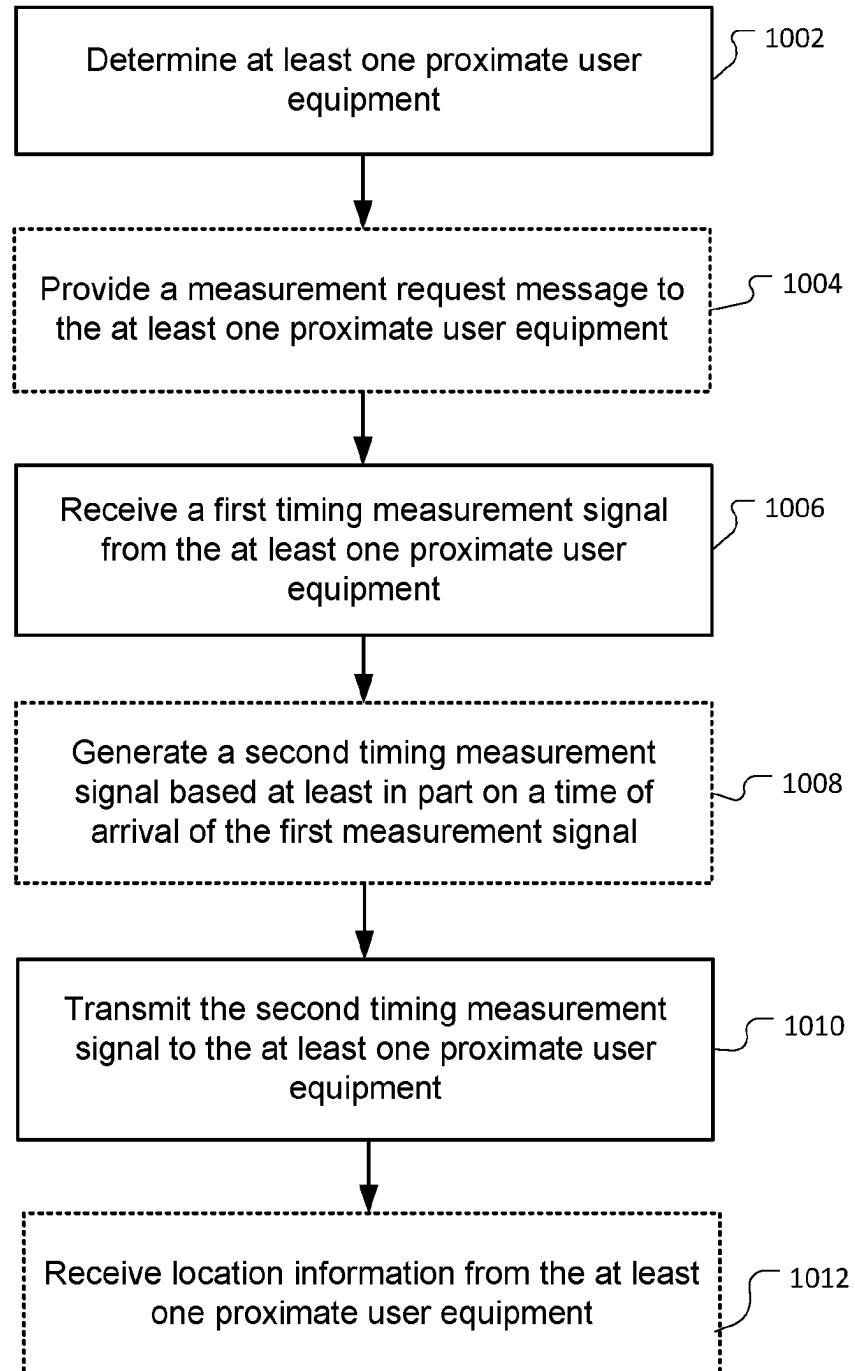 Determine at least one proximate user
equipment
1002
Provide a measurement request message to
the at least one proximate user equipment
1004
Receive a first timing measurement signal
from the at least one proximate user
equipment
1006
Generate a second timing measurement
signal based at least in part on a time of
arrival of the first measurement signal
1008
Transmit the second timing measurement
signal to the at least one proximate user
equipment
1010
Receive location information from the at least
one proximate user equipment
1012